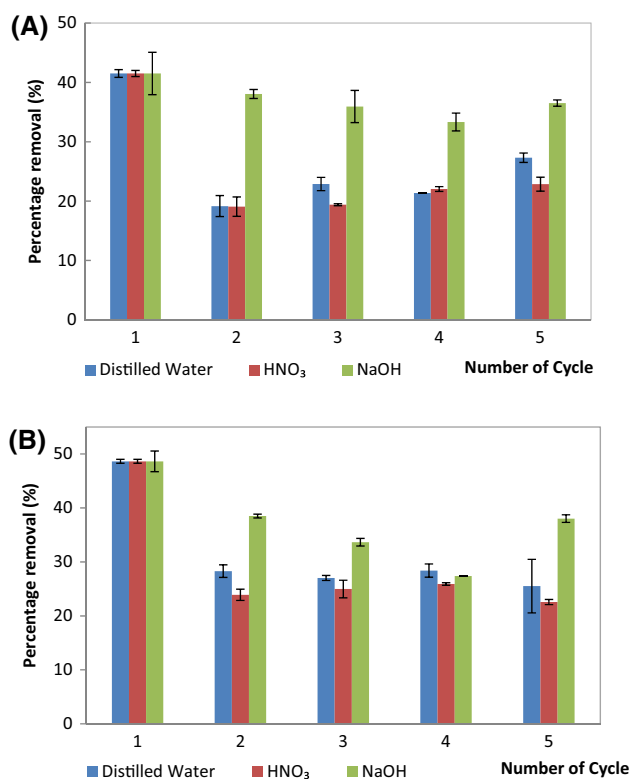 (A)
50
40
30
20
10
0
Percentage removal (%)
1 2 3 4 5
Distilled Water HNO₃ NaOH Number of Cycle
(B)
50
40
30
20
10
0
Percentage removal (%)
1 2 3 4 5
Distilled Water HNO₃ NaOH Number of Cycle